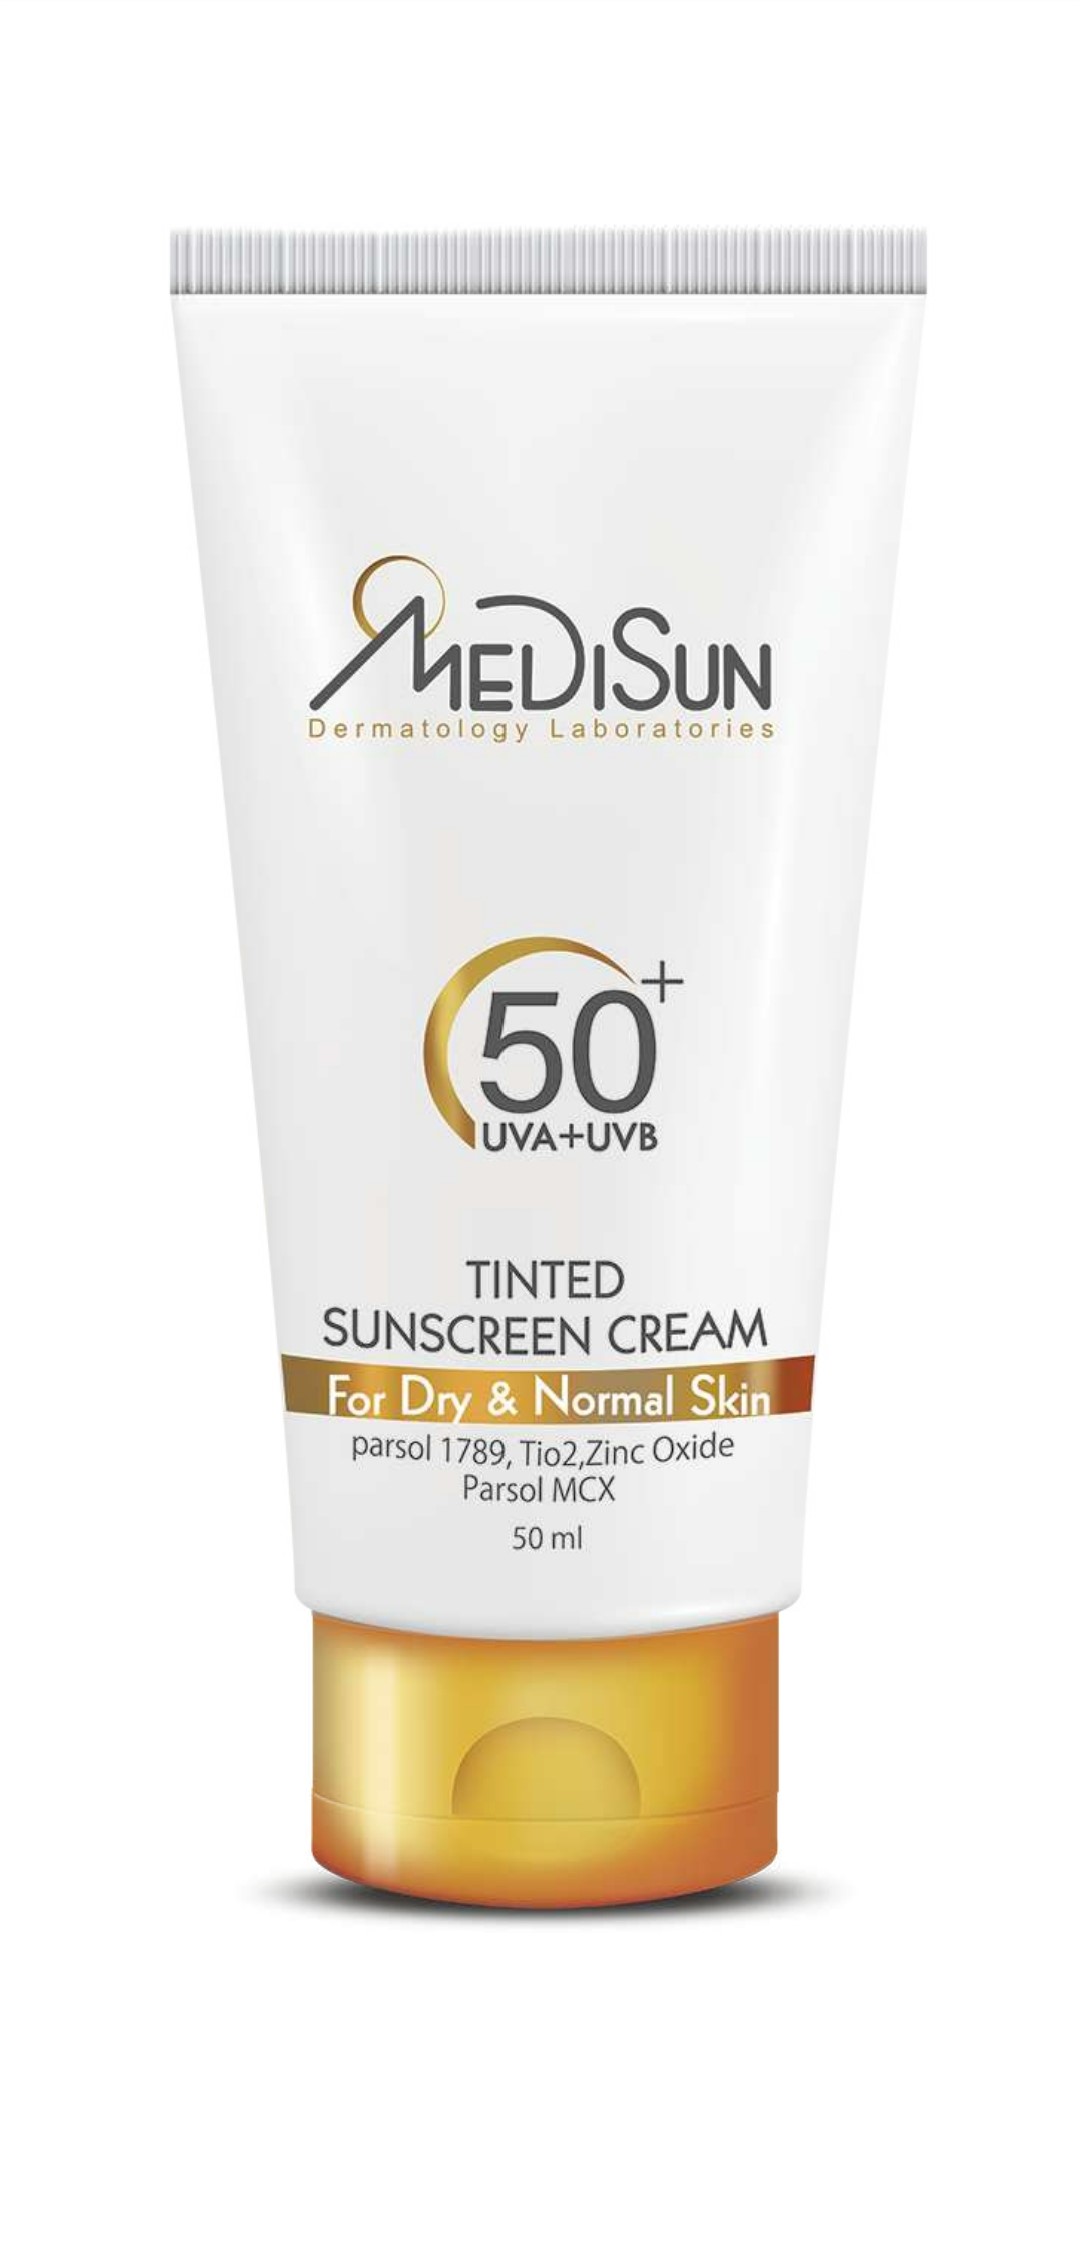 MEDISUN
Dermatology Laboratories
50+
UVA+UVB
TINTED
SUNSCREEN CREAM
For Dry & Normal Skin
parsol 1789, Tio2,Zinc Oxide
Parsol MCX
50 ml